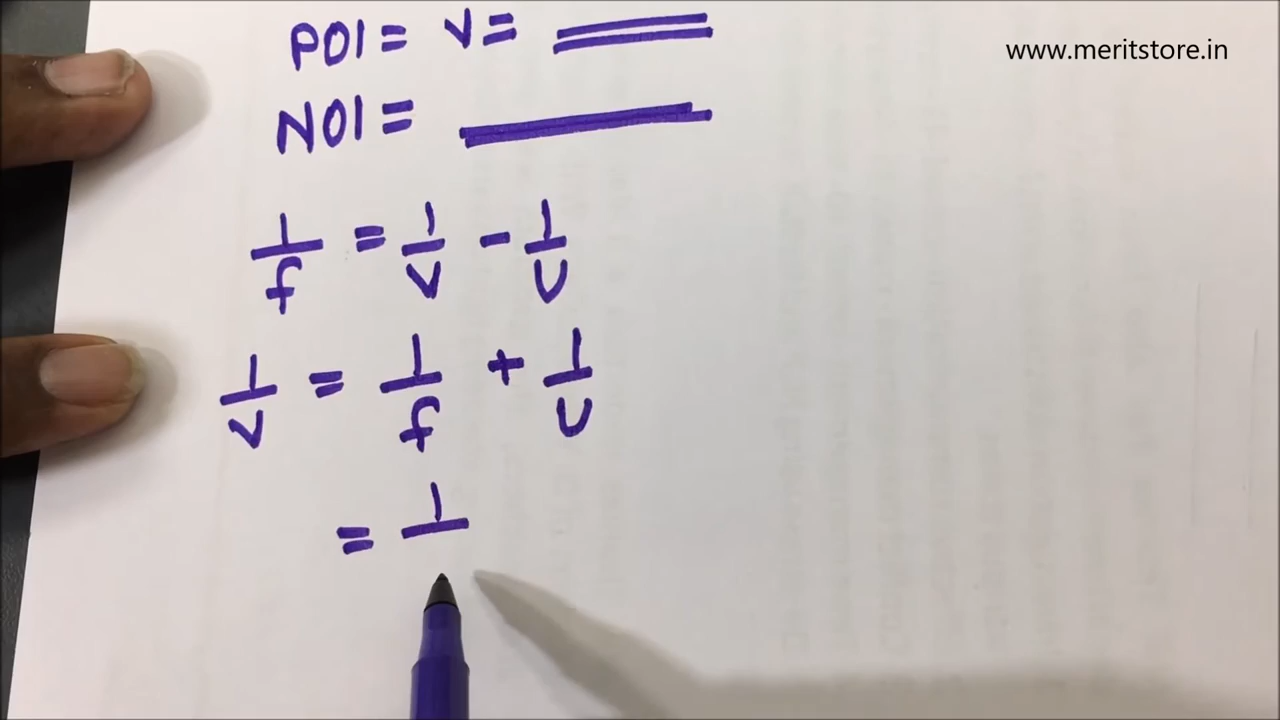 www.meritstore.in
POI = v =
NOI =
1/f = 1/v - 1/u
1/v = 1/f + 1/u
= 1/